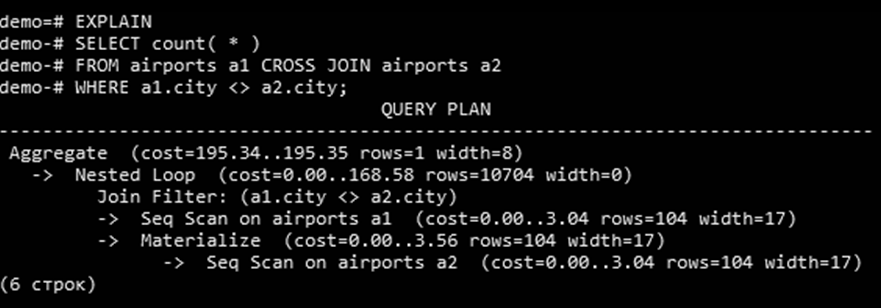 demo=# EXPLAIN
demo-# SELECT count( * )
demo-# FROM airports a1 CROSS JOIN airports a2
demo-# WHERE a1.city <> a2.city;
QUERY PLAN
--------------------------------------------------------------------------------
Aggregate  (cost=195.34..195.35 rows=1 width=8)
  ->  Nested Loop  (cost=0.00..168.58 rows=10704 width=0)
        Join Filter: (a1.city <> a2.city)
        ->  Seq Scan on airports a1  (cost=0.00..3.04 rows=104 width=17)
        ->  Materialize  (cost=0.00..3.56 rows=104 width=17)
              ->  Seq Scan on airports a2  (cost=0.00..3.04 rows=104 width=17)
(6 строк)